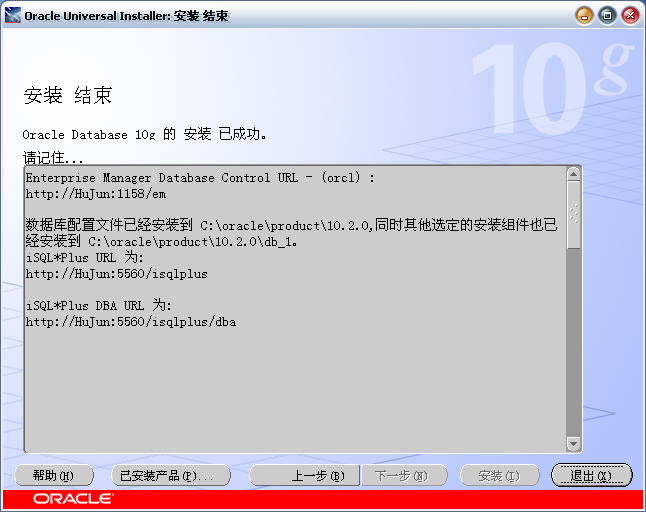 Oracle Universal Installer: 安装 结束
10g
安装 结束
Oracle Database 10g 的 安装 已成功。
请记住...
Enterprise Manager Database Control URL - (orcl) :
http://HuJun:1158/em
数据库配置文件已经安装到 C:\oracle\product\10.2.0,同时其他选定的安装组件也已
经安装到 C:\oracle\product\10.2.0\db_1。
iSQL*Plus URL 为:
http://HuJun:5560/isqlplus
iSQL*Plus DBA URL 为:
http://HuJun:5560/isqlplus/dba
帮助(H) 已安装产品(P)... 上一步(B) 下一步(N) 安装(I) 退出(X)
ORACLE